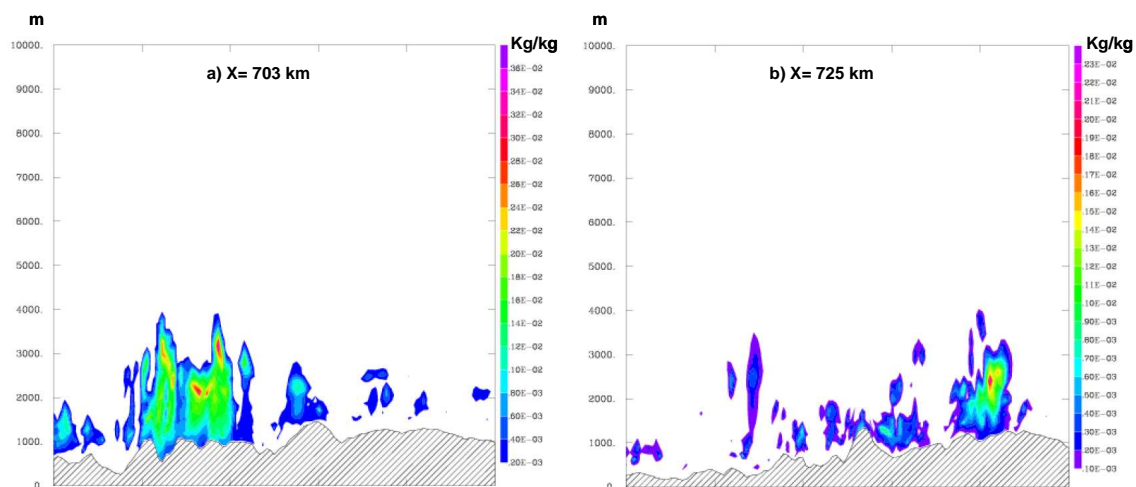 m
Kg/kg
a) X= 703 km
10000.
9000.
8000.
7000.
6000.
5000.
4000.
3000.
2000.
1000.
0.
.36E-02
.34E-02
.32E-02
.30E-02
.28E-02
.26E-02
.24E-02
.22E-02
.20E-02
.18E-02
.16E-02
.14E-02
.12E-02
.10E-02
.80E-03
.60E-03
.40E-03
.20E-03
m
Kg/kg
b) X= 725 km
10000.
9000.
8000.
7000.
6000.
5000.
4000.
3000.
2000.
1000.
0.
.23E-02
.22E-02
.21E-02
.20E-02
.19E-02
.18E-02
.17E-02
.16E-02
.15E-02
.14E-02
.13E-02
.12E-02
.11E-02
.10E-02
.90E-03
.80E-03
.70E-03
.60E-03
.50E-03
.40E-03
.30E-03
.20E-03
.10E-03